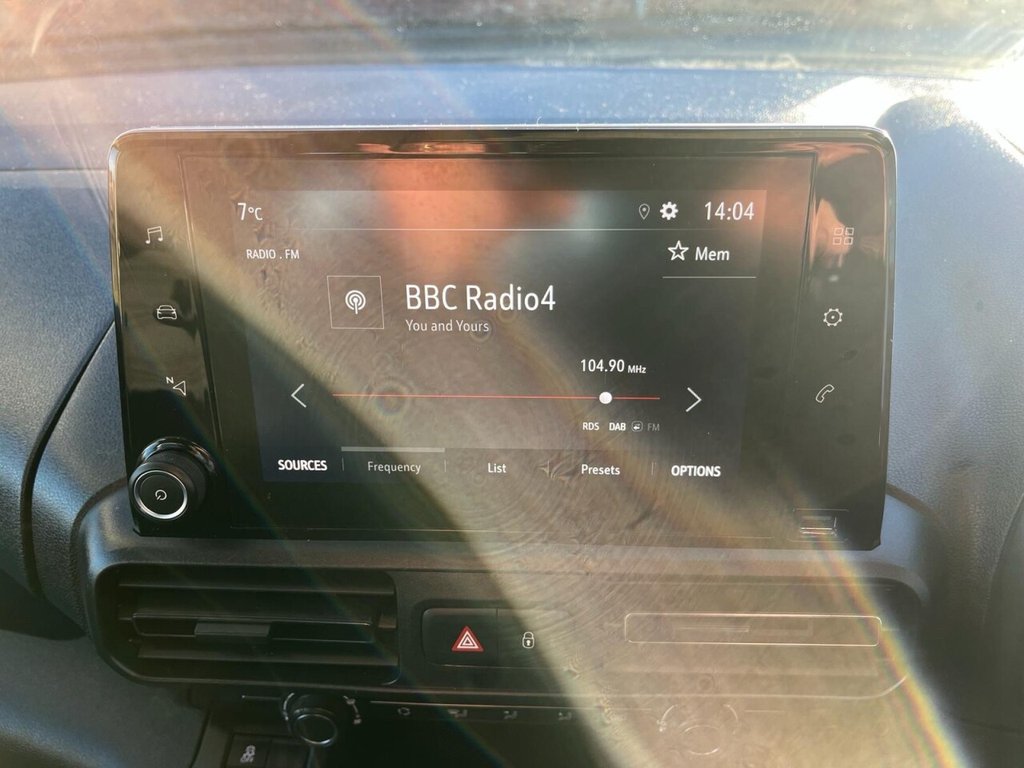 7°C 14:04
RADIO . FM
Mem
BBC Radio4
You and Yours
104.90 MHz
N
RDS DAB FM
SOURCES Frequency List Presets OPTIONS
OFF